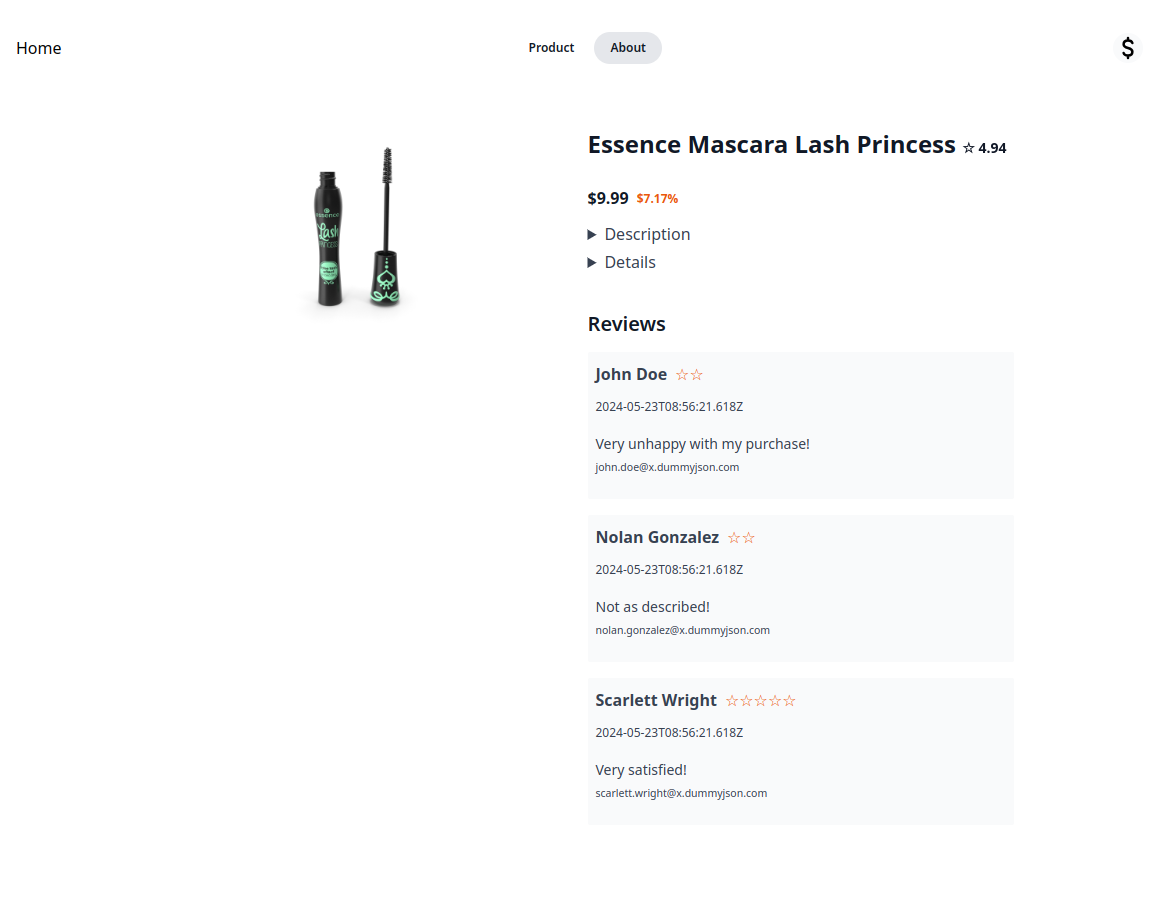 Home
Product
About
$
Essence Mascara Lash Princess ☆ 4.94
$9.99 $7.17%
▶ Description
▶ Details
essence
Lash
PRINCESS
Reviews
John Doe ☆☆
2024-05-23T08:56:21.618Z
Very unhappy with my purchase!
john.doe@x.dummyjson.com
Nolan Gonzalez ☆☆
2024-05-23T08:56:21.618Z
Not as described!
nolan.gonzalez@x.dummyjson.com
Scarlett Wright ☆☆☆☆☆
2024-05-23T08:56:21.618Z
Very satisfied!
scarlett.wright@x.dummyjson.com